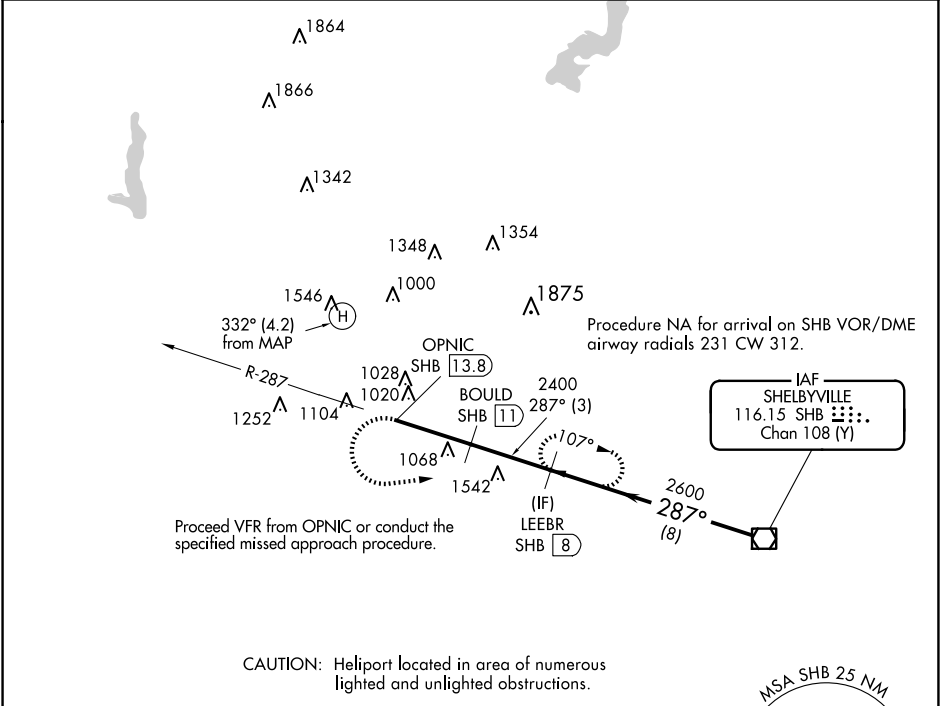 1864
1866
1342
1348
1354
1000
1546
H
1875
332° (4.2)
from MAP
Procedure NA for arrival on SHB VOR/DME
airway radials 231 CW 312.
OPNIC
SHB 13.8
R-287
1028
1020
1252
1104
BOULD
SHB 11
2400
287° (3)
IAF
SHELBYVILLE
116.15 SHB
Chan 108 (Y)
107°
1068
1542
(IF)
LEEBR
SHB 8
2600
287°
(8)
Proceed VFR from OPNIC or conduct the
specified missed approach procedure.
CAUTION: Heliport located in area of numerous
lighted and unlighted obstructions.
MSA SHB 25 NM